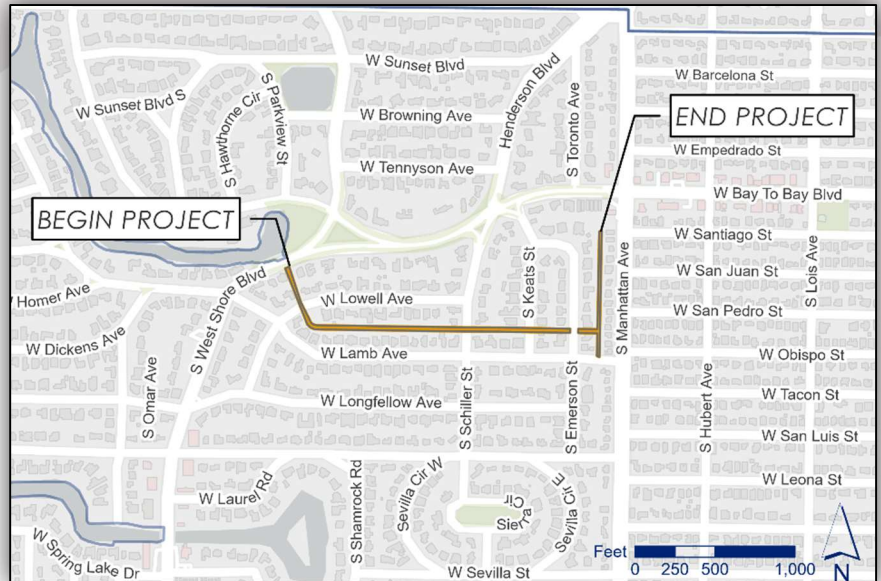 W Sunset Blvd
W Barcelona St
S Parkview St
Henderson Blvd
W Sunset Blvd S
S Hawthorne Cir
W Browning Ave
S Toronto Ave
END PROJECT
W Empedrado St
W Tennyson Ave
W Bay To Bay Blvd
BEGIN PROJECT
W Santiago St
S Keats St
S Manhattan Ave
S Lois Ave
W San Juan St
S West Shore Blvd
Homer Ave
W Lowell Ave
W San Pedro St
W Dickens Ave
W Lamb Ave
W Obispo St
S Omar Ave
S Schiller St
S Emerson St
S Hubert Ave
W Tacon St
W Longfellow Ave
W San Luis St
W Laurel Rd
S Shamrock Rd
Sevilla Cir W
Sierra Cir
Sevilla Cir E
W Leona St
W Spring Lake Dr
W Sevilla St
Feet
0 250 500 1,000
N